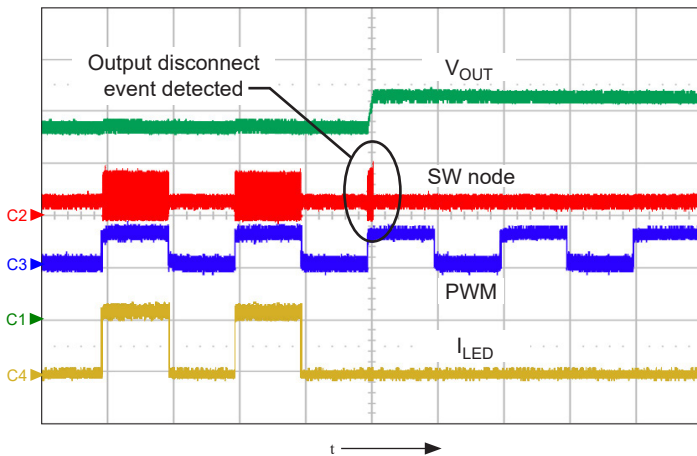 Output disconnect
event detected
VOUT
SW node
C2
C3
PWM
C1
ILED
C4
t